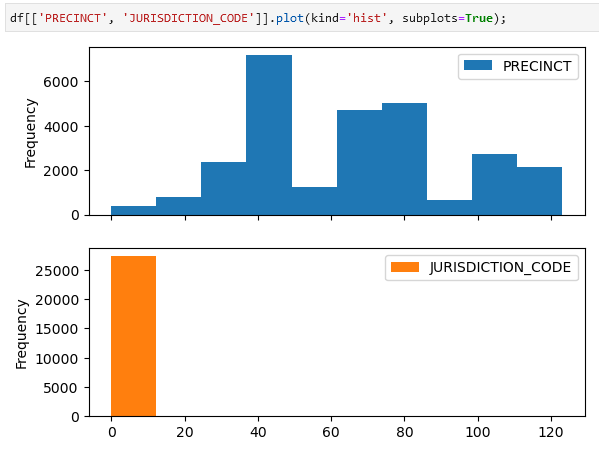 df[['PRECINCT', 'JURISDICTION_CODE']].plot(kind='hist', subplots=True);
PRECINCT
Frequency
6000
4000
2000
0
JURISDICTION_CODE
Frequency
25000
20000
15000
10000
5000
0
0 20 40 60 80 100 120